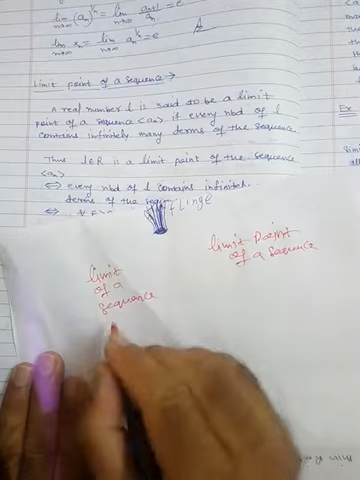 lim (aₙ)^1/n = lim aₙ₊₁/aₙ = e
n→∞ n→∞
lim xₙ = lim aₙ^1/n = e
n→∞ n→∞
Limit point of a sequence →
A real number l is said to be a limit
point of a sequence <aₙ> if every nbd of l
contains infinitely many terms of the sequence
Thus l∈R is a limit point of the sequence
<aₙ>
⟺ every nbd of l contains infinitel
terms of the sequ
⟺
limit Point
of a sequence
limit
of a
sequence